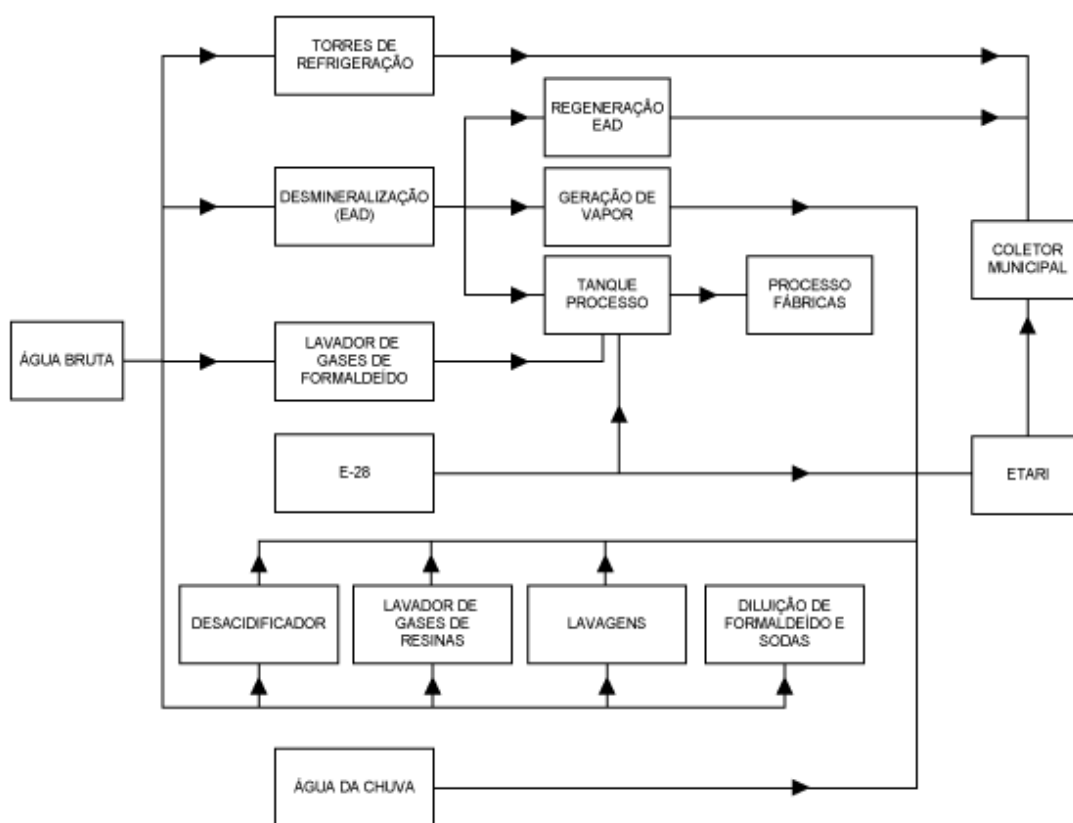 TORRES DE
REFRIGERAÇÃO
REGENERAÇÃO
EAD
DESMINERALIZAÇÃO
(EAD)
GERAÇÃO DE
VAPOR
COLETOR
MUNICIPAL
TANQUE
PROCESSO
PROCESSO
FÁBRICAS
ÁGUA BRUTA
LAVADOR DE
GASES DE
FORMALDEÍDO
E-28
ETARI
DESACIDIFICADOR
LAVADOR DE
GASES DE
RESINAS
LAVAGENS
DILUIÇÃO DE
FORMALDEÍDO E
SODAS
ÁGUA DA CHUVA